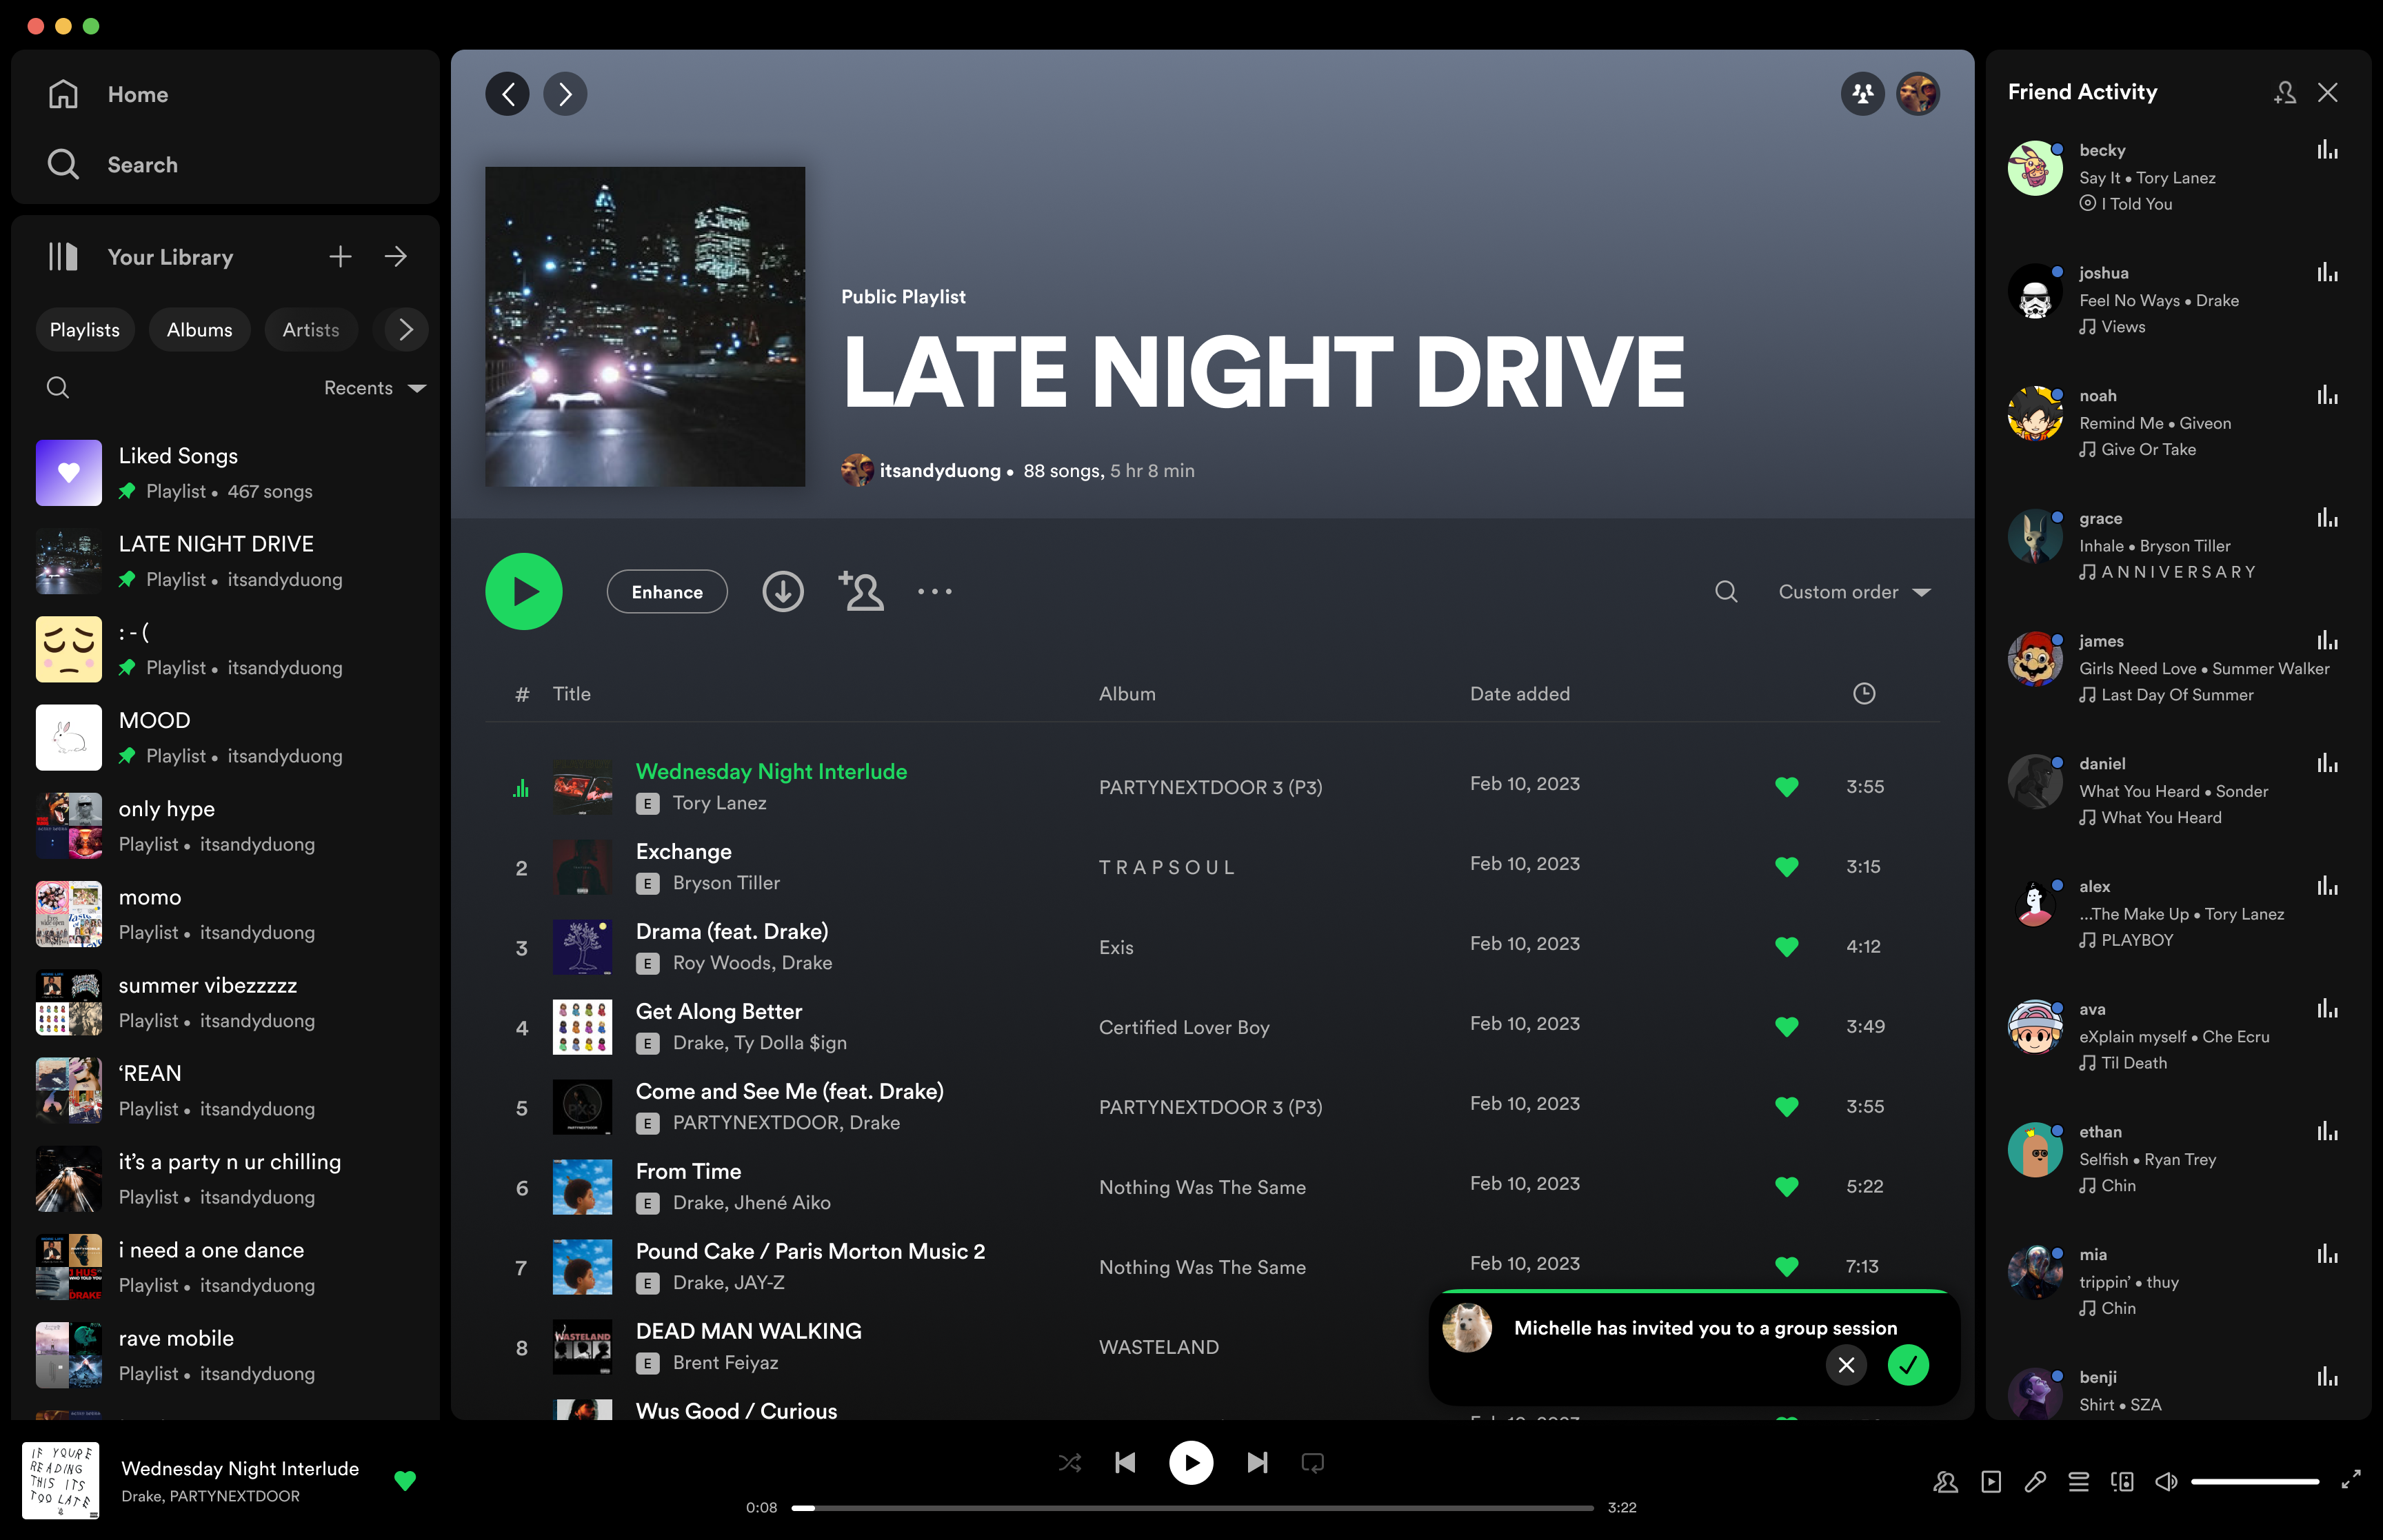 Home
Search
Your Library
Playlists
Albums
Artists
Recents
Liked Songs
Playlist • 467 songs
LATE NIGHT DRIVE
Playlist • itsandyduong
: - (
Playlist • itsandyduong
MOOD
Playlist • itsandyduong
only hype
Playlist • itsandyduong
momo
Playlist • itsandyduong
summer vibezzzzz
Playlist • itsandyduong
‘REAN
Playlist • itsandyduong
it’s a party n ur chilling
Playlist • itsandyduong
i need a one dance
Playlist • itsandyduong
rave mobile
Playlist • itsandyduong
Public Playlist
LATE NIGHT DRIVE
itsandyduong • 88 songs, 5 hr 8 min
Enhance
Custom order
# Title Album Date added
Wednesday Night Interlude
E Tory Lanez
PARTYNEXTDOOR 3 (P3)
Feb 10, 2023
3:55
2
Exchange
E Bryson Tiller
T R A P S O U L
Feb 10, 2023
3:15
3
Drama (feat. Drake)
E Roy Woods, Drake
Exis
Feb 10, 2023
4:12
4
Get Along Better
E Drake, Ty Dolla $ign
Certified Lover Boy
Feb 10, 2023
3:49
5
Come and See Me (feat. Drake)
E PARTYNEXTDOOR, Drake
PARTYNEXTDOOR 3 (P3)
Feb 10, 2023
3:55
6
From Time
E Drake, Jhené Aiko
Nothing Was The Same
Feb 10, 2023
5:22
7
Pound Cake / Paris Morton Music 2
E Drake, JAY-Z
Nothing Was The Same
Feb 10, 2023
7:13
8
WASTELAND
DEAD MAN WALKING
E Brent Feiyaz
WASTELAND
Wus Good / Curious
Michelle has invited you to a group session
Friend Activity
becky
Say It • Tory Lanez
I Told You
joshua
Feel No Ways • Drake
Views
noah
Remind Me • Giveon
Give Or Take
grace
Inhale • Bryson Tiller
A N N I V E R S A R Y
james
Girls Need Love • Summer Walker
Last Day Of Summer
daniel
What You Heard • Sonder
What You Heard
alex
...The Make Up • Tory Lanez
PLAYBOY
ava
eXplain myself • Che Ecru
Til Death
ethan
Selfish • Ryan Trey
Chin
mia
trippin’ • thuy
Chin
benji
Shirt • SZA
IF YOURE
READING
THIS ITS
TOO LATE
Wednesday Night Interlude
Drake, PARTYNEXTDOOR
0:08
3:22